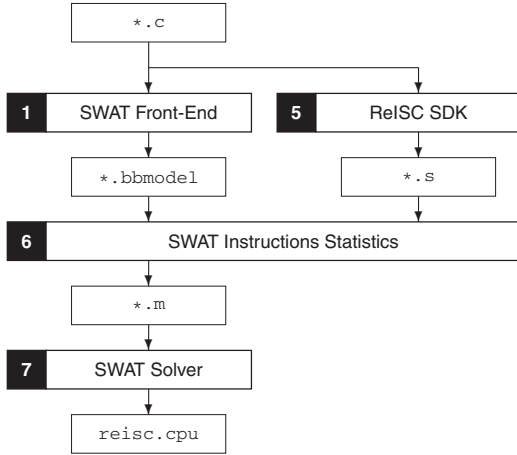 *.c
1 SWAT Front-End 5 ReISC SDK
*.bbmodel *.s
6 SWAT Instructions Statistics
*.m
7 SWAT Solver
reisc.cpu